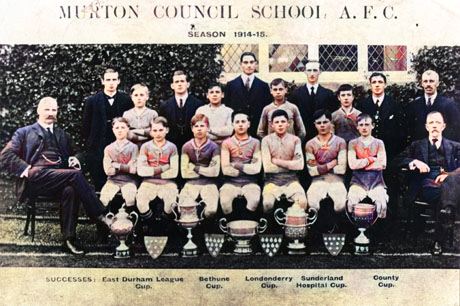 MURTON COUNCIL SCHOOL A.F.C.
SEASON 1914-15.
SUCCESSES: East Durham League Cup. Bethune Cup. Londonderry Cup. Sunderland Hospital Cup. County Cup.